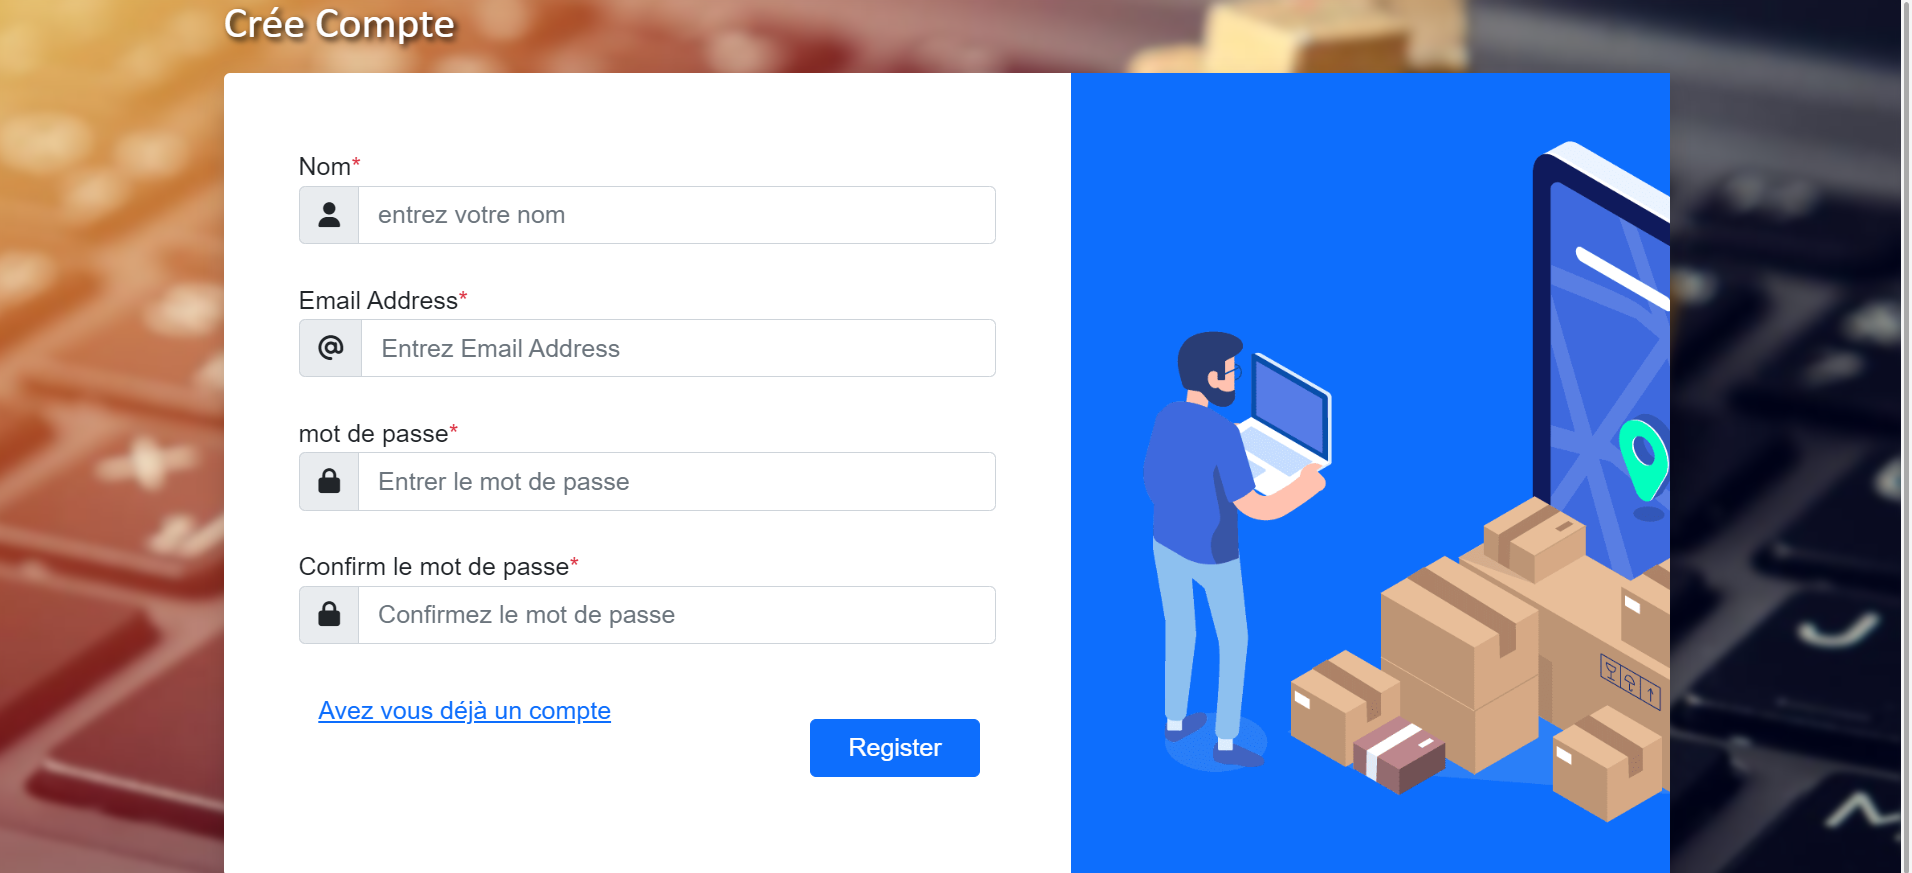 Crée Compte
Nom*
entrez votre nom
Email Address*
Entrez Email Address
mot de passe*
Entrer le mot de passe
Confirm le mot de passe*
Confirmez le mot de passe
Avez vous déjà un compte
Register